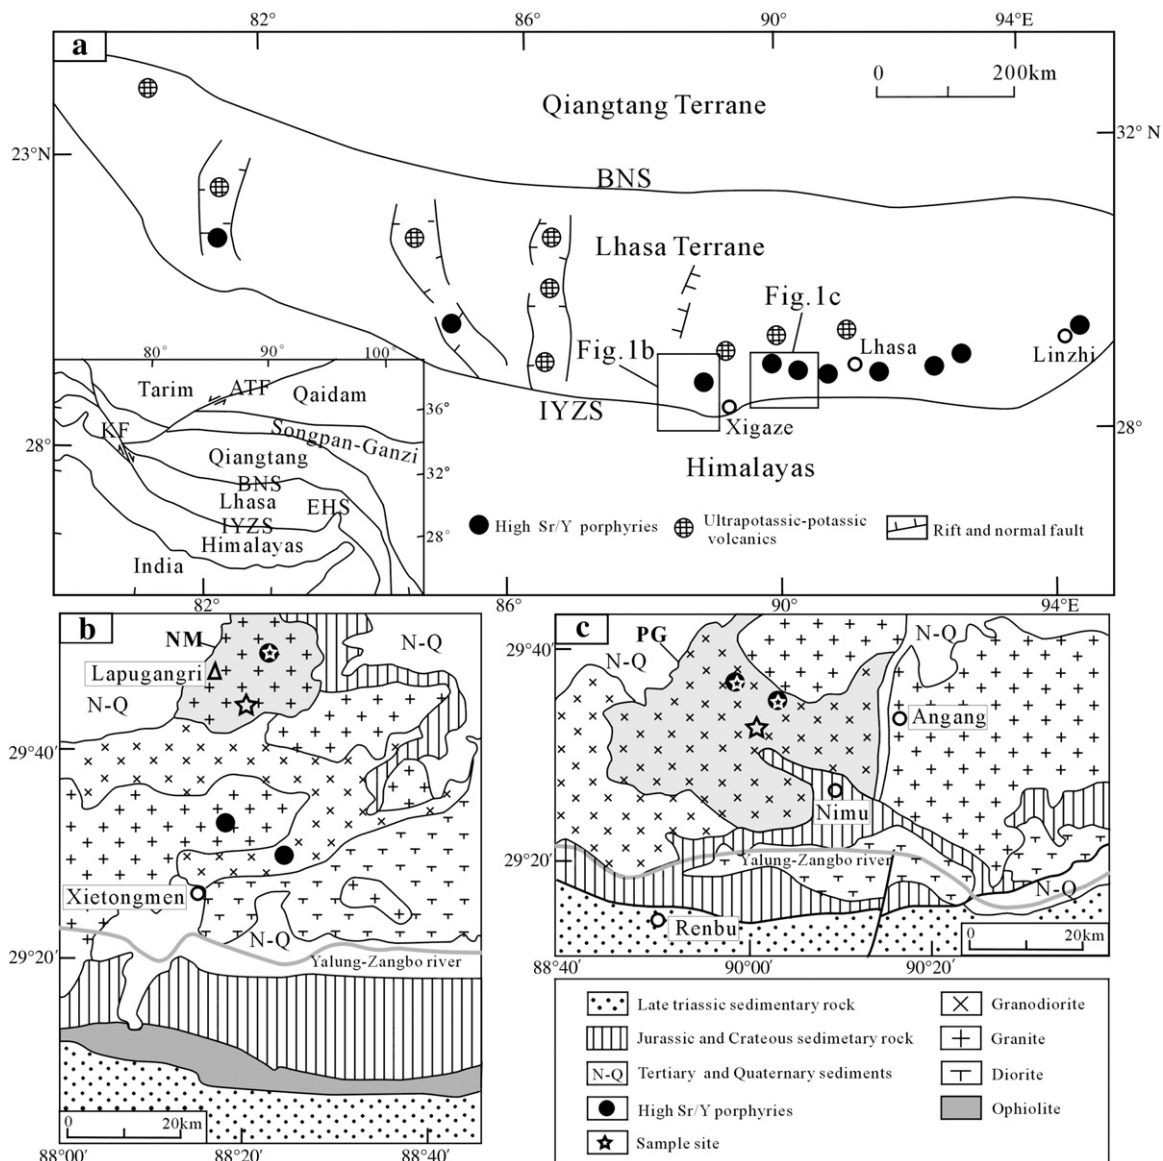 82°
86°
90°
94°E
a
0
200km
Qiangtang Terrane
32° N
23°N
BNS
Lhasa Terrane
Fig.1c
Fig.1b
Lhasa
Linzhi
IYZS
Xigaze
28°
28°
Himalayas
80°
90°
100°
Tarim
ATF
Qaidam
36°
KF
Songpan-Ganzi
Qiangtang
32°
BNS
Lhasa
EHS
IYZS
28°
Himalayas
India
High Sr/Y porphyries
Ultrapotassic-potassic
volcanics
Rift and normal fault
82°
86°
90°
94°E
b
NM
N-Q
Lapugangri
N-Q
29°40′
Xietongmen
N-Q
29°20′
Yalung-Zangbo river
0
20km
88°00′
88°20′
88°40′
c
PG
N-Q
N-Q
29°40′
Angang
Nimu
29°20′
Yalung-Zangbo river
N-Q
Renbu
0
20km
88°40′
90°00′
90°20′
Late triassic sedimentary rock
Jurassic and Crateous sedimetary rock
N-Q
Tertiary and Quaternary sediments
High Sr/Y porphyries
Sample site
Granodiorite
Granite
Diorite
Ophiolite